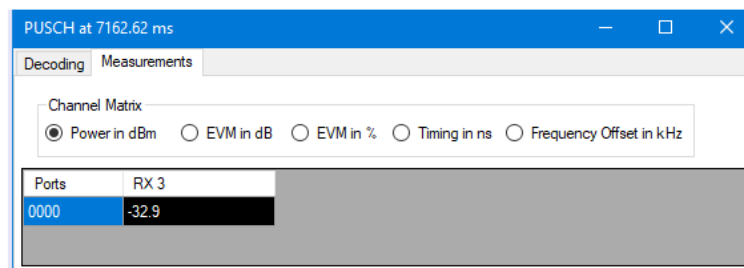 PUSCH at 7162.62 ms
Decoding Measurements
Channel Matrix
Power in dBm EVM in dB EVM in % Timing in ns Frequency Offset in kHz
Ports RX 3
0000 -32.9